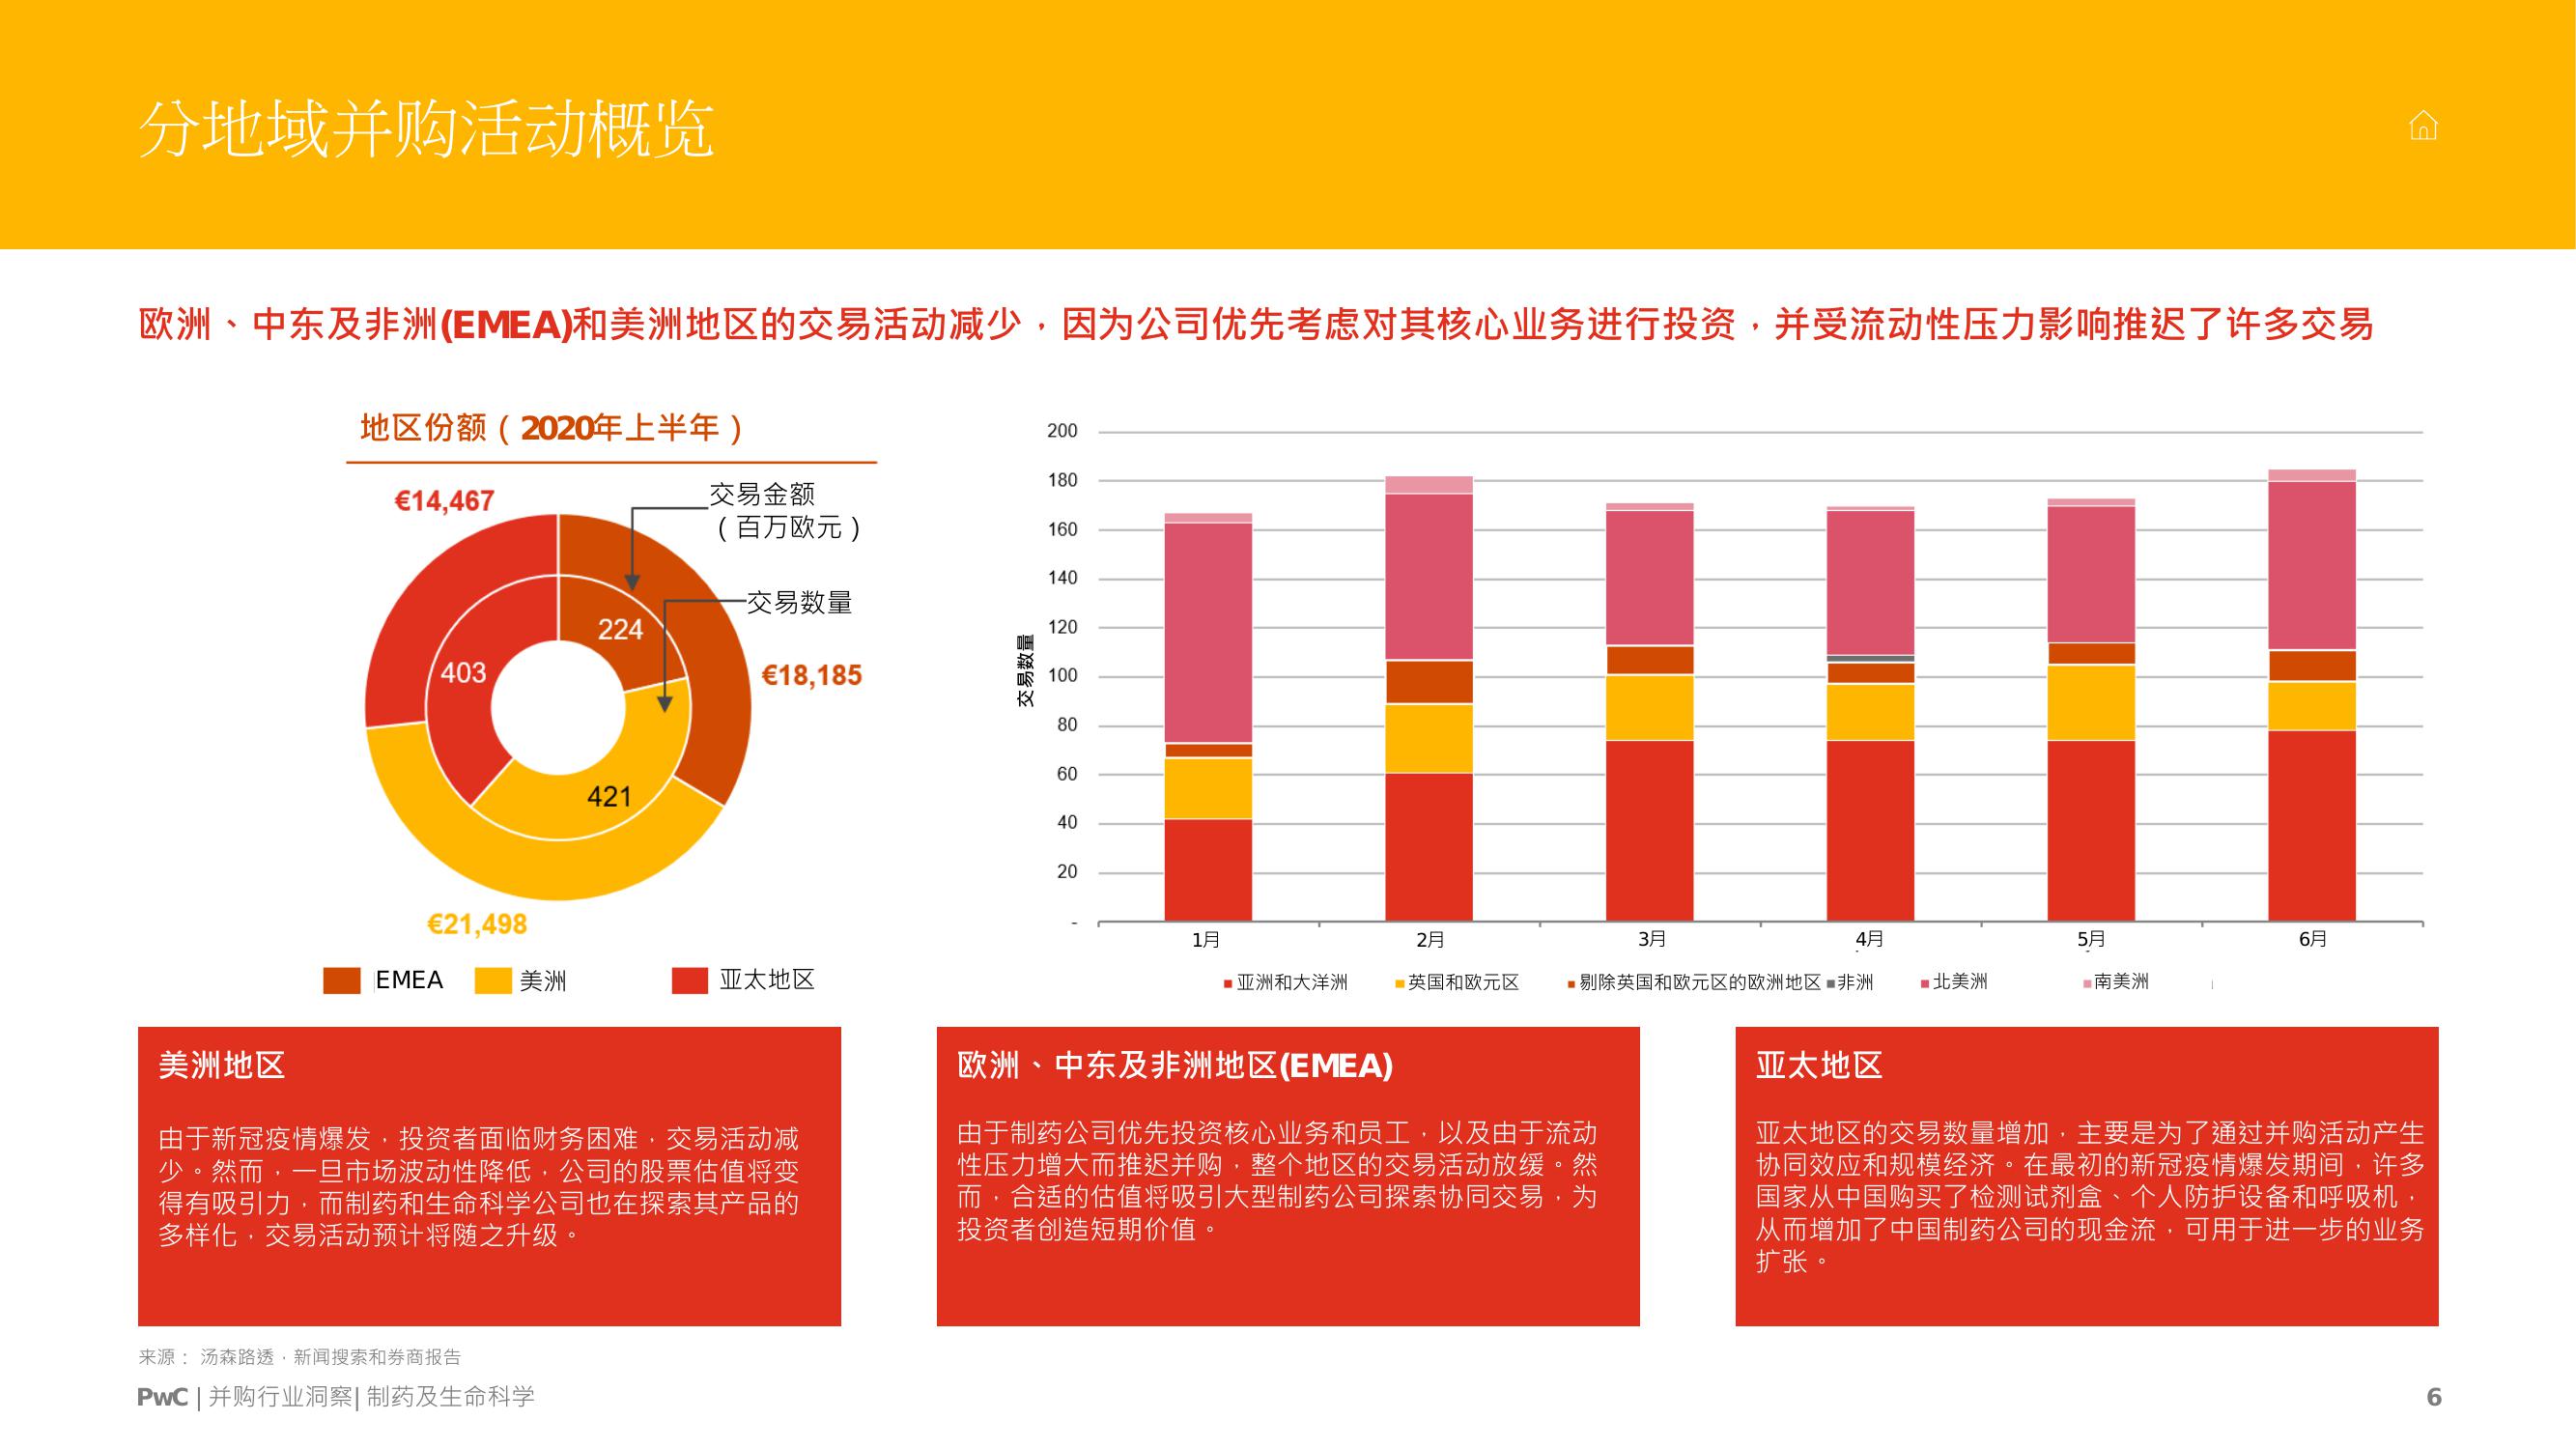 分地域并购活动概览
欧洲、中东及非洲(EMEA)和美洲地区的交易活动减少，因为公司优先考虑对其核心业务进行投资，并受流动性压力影响推迟了许多交易
地区份额（2020年上半年）
€14,467
交易金额
（百万欧元）
交易数量
224
403
€18,185
421
€21,498
EMEA
美洲
亚太地区
交易数量
200
180
160
140
120
100
80
60
40
20
-
1月
2月
3月
4月
5月
6月
亚洲和大洋洲
英国和欧元区
剔除英国和欧元区的欧洲地区
非洲
北美洲
南美洲
美洲地区
由于新冠疫情爆发，投资者面临财务困难，交易活动减
少。然而，一旦市场波动性降低，公司的股票估值将变
得有吸引力，而制药和生命科学公司也在探索其产品的
多样化，交易活动预计将随之升级。
欧洲、中东及非洲地区(EMEA)
由于制药公司优先投资核心业务和员工，以及由于流动
性压力增大而推迟并购，整个地区的交易活动放缓。然
而，合适的估值将吸引大型制药公司探索协同交易，为
投资者创造短期价值。
亚太地区
亚太地区的交易数量增加，主要是为了通过并购活动产生
协同效应和规模经济。在最初的新冠疫情爆发期间，许多
国家从中国购买了检测试剂盒、个人防护设备和呼吸机，
从而增加了中国制药公司的现金流，可用于进一步的业务
扩张。
来源： 汤森路透，新闻搜索和券商报告
PwC | 并购行业洞察| 制药及生命科学
6